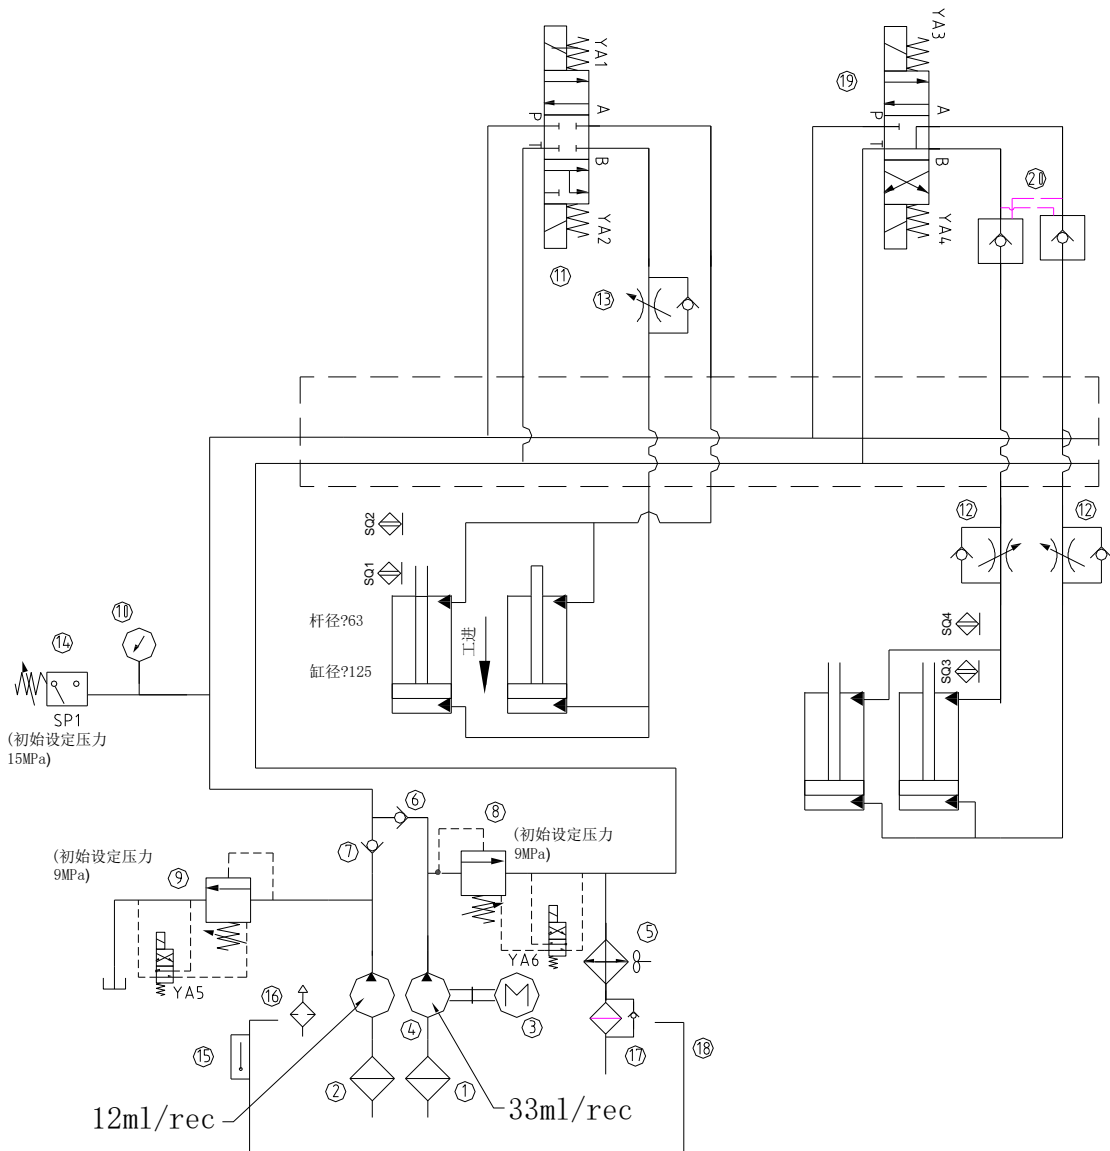 YA1
YA3
19
A
P
T
B
A
P
T
B
20
YA2
YA4
11
13
SQ2
12
12
SQ1
杆径?63
工进
缸径?125
SQ4
SQ3
10
14
SP1
(初始设定压力
15MPa)
6
8
(初始设定压力
9MPa)
7
(初始设定压力
9MPa)
9
5
YA6
YA5
16
M
4
3
15
17
18
2
1
12ml/rec
33ml/rec